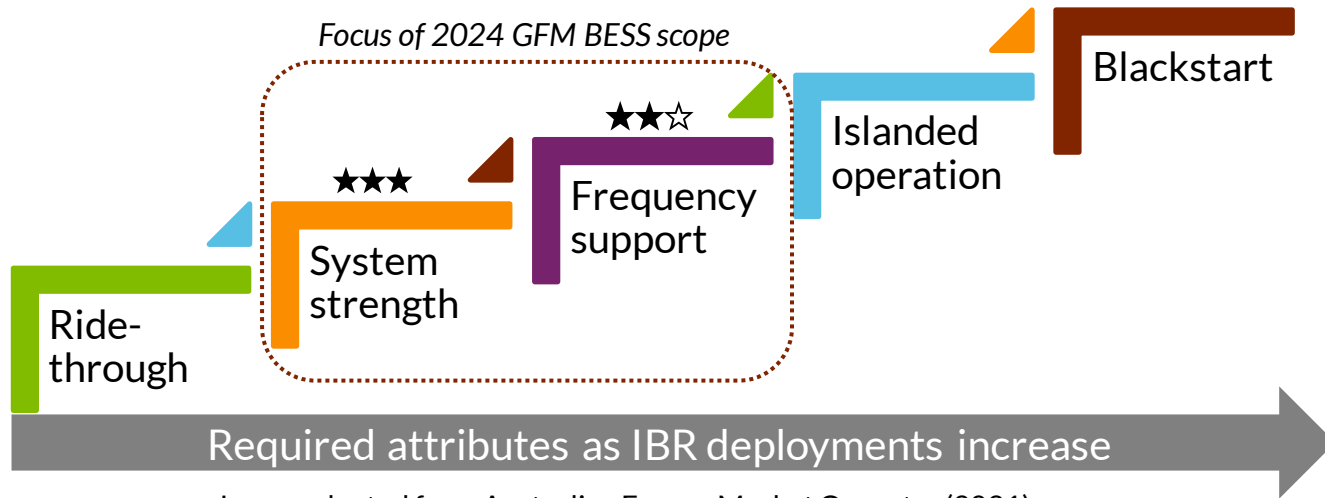 Focus of 2024 GFM BESS scope
Blackstart
Islanded
operation
★★☆
Frequency
support
★★★
System
strength
Ride-
through
Required attributes as IBR deployments increase